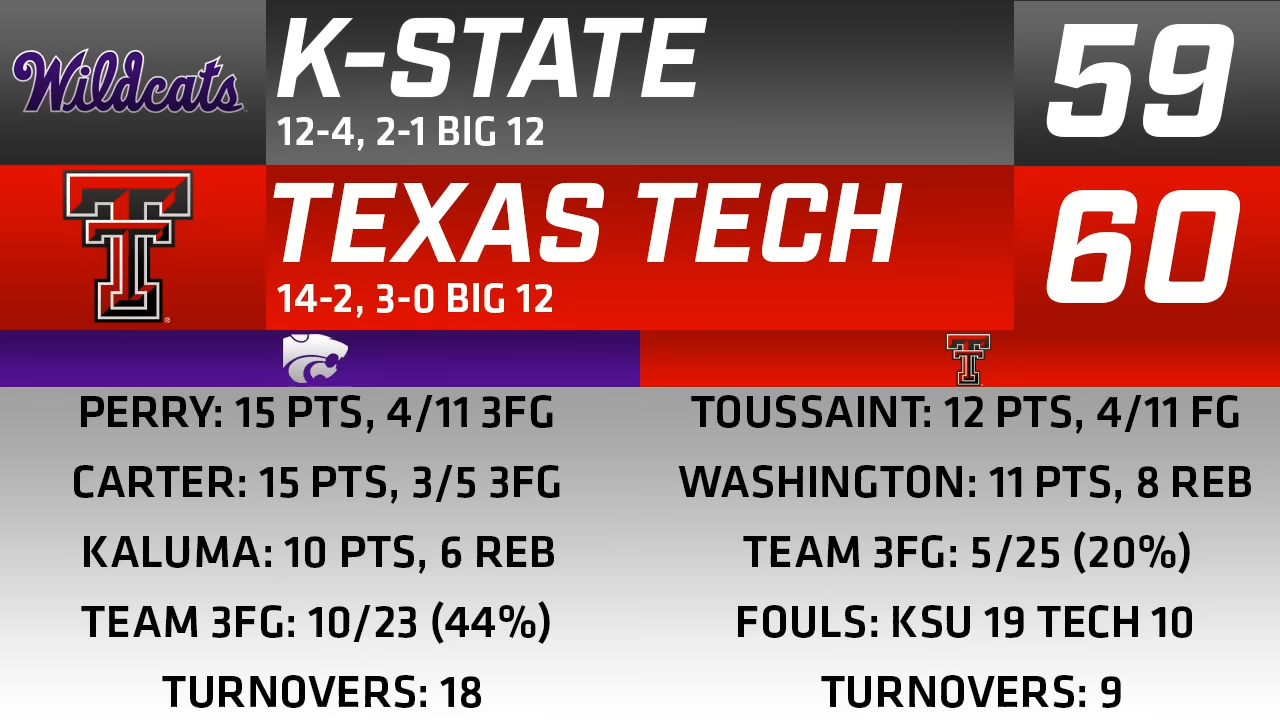 Wildcats
K-STATE
59
12-4, 2-1 BIG 12
TEXAS TECH
60
14-2, 3-0 BIG 12
PERRY: 15 PTS, 4/11 3FG
CARTER: 15 PTS, 3/5 3FG
KALUMA: 10 PTS, 6 REB
TEAM 3FG: 10/23 (44%)
TURNOVERS: 18
TOUSSAINT: 12 PTS, 4/11 FG
WASHINGTON: 11 PTS, 8 REB
TEAM 3FG: 5/25 (20%)
FOULS: KSU 19 TECH 10
TURNOVERS: 9